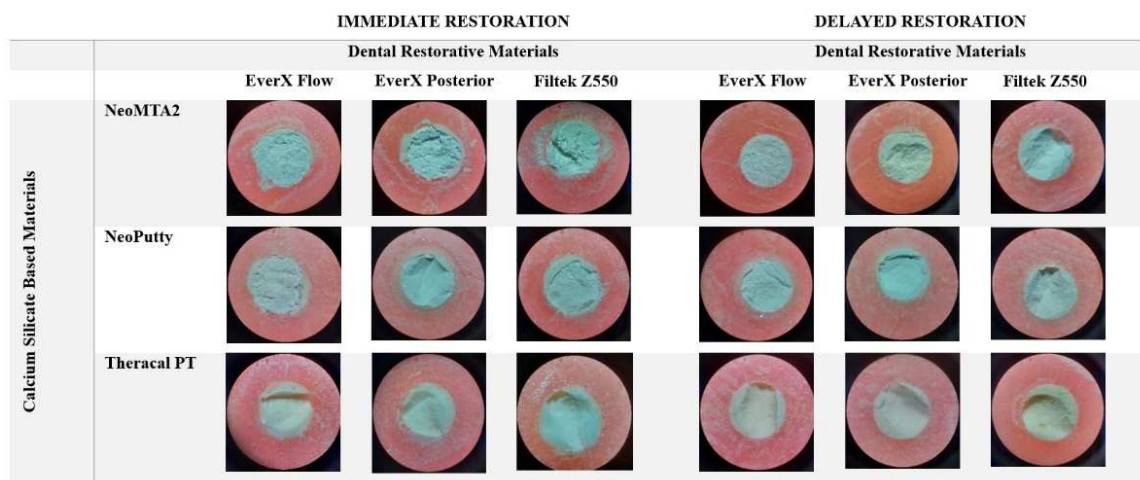 IMMEDIATE RESTORATION DELAYED RESTORATION
Dental Restorative Materials Dental Restorative Materials
EverX Flow EverX Posterior Filtek Z550 EverX Flow EverX Posterior Filtek Z550
Calcium Silicate Based Materials
NeoMTA2
NeoPutty
Theracal PT